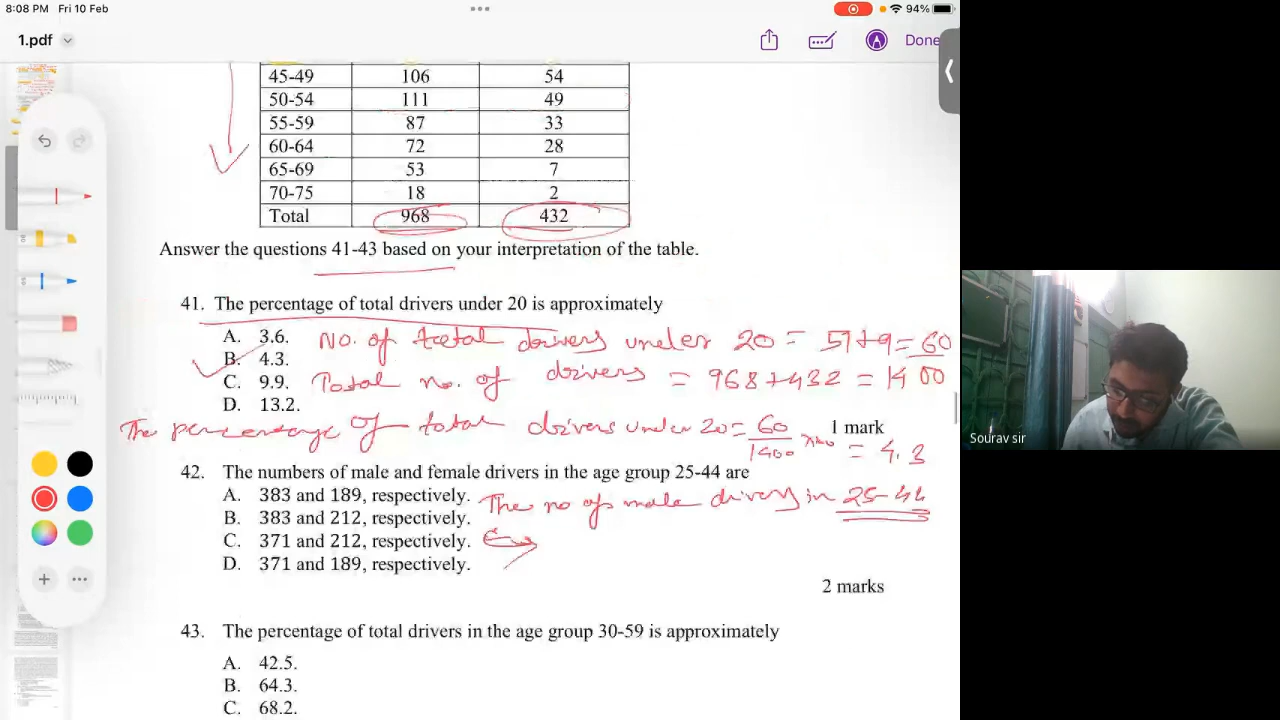 8:08 PM Fri 10 Feb
94%
1.pdf
Done
45-49 106 54
50-54 111 49
55-59 87 33
60-64 72 28
65-69 53 7
70-75 18 2
Total 968 432
Answer the questions 41-43 based on your interpretation of the table.
41. The percentage of total drivers under 20 is approximately
A. 3.6. No. of total drivers under 20 = 51+9 = 60
B. 4.3.
C. 9.9. Total no. of drivers = 968+432 = 1400
D. 13.2.
The percentage of total drivers under 20 = 60/1400 ×100 = 4.3
1 mark
42. The numbers of male and female drivers in the age group 25-44 are
A. 383 and 189, respectively. The no of male drivers in 25-44
B. 383 and 212, respectively.
C. 371 and 212, respectively.
D. 371 and 189, respectively.
2 marks
43. The percentage of total drivers in the age group 30-59 is approximately
A. 42.5.
B. 64.3.
C. 68.2.
Sourav sir